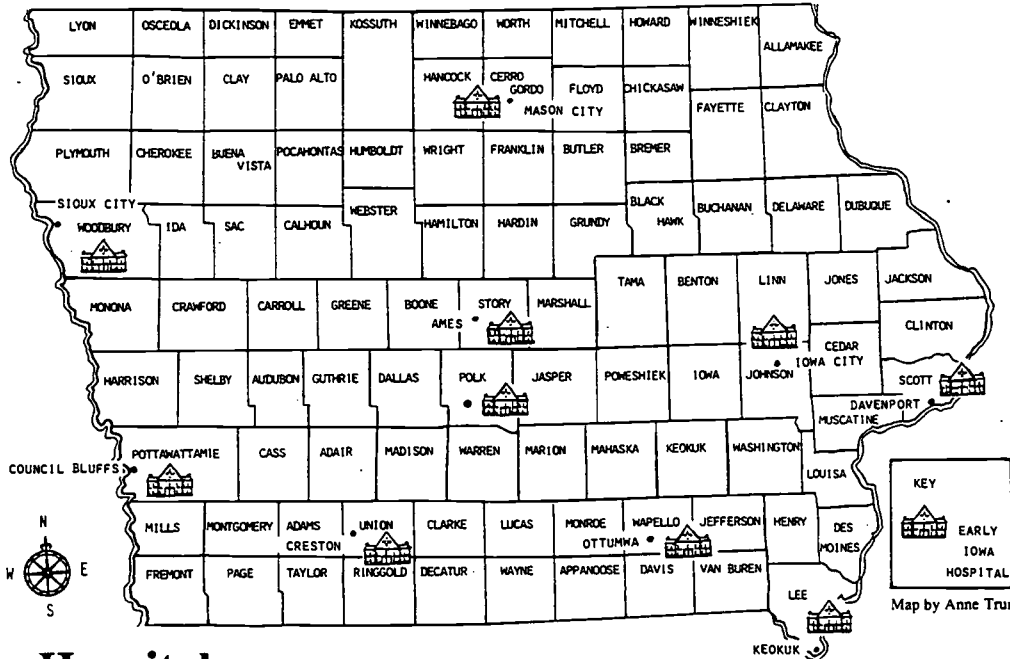 LYON OSCEOLA DICKINSON EMMET KOSSUTH WINNEBAGO WORTH MITCHELL HOWARD WINNESHIEK
ALLAMAKEE
SIOUX O'BRIEN CLAY PALO ALTO HANCOCK CERRO
GORDO FLOYD CHICKASAW
MASON CITY
FAYETTE CLAYTON
PLYMOUTH CHEROKEE BUENA
VISTA POCAHONTAS HUMBOLDT WRIGHT FRANKLIN BUTLER BREMER
SIOUX CITY
WOODBURY IDA SAC CALHOUN WEBSTER HAMILTON HARDIN GRUNDY BLACK
HAWK BUCHANAN DELAWARE DUBUQUE
MONONA CRAWFORD CARROLL GREENE BOONE STORY MARSHALL TAMA BENTON LINN JONES JACKSON
AMES
CLINTON
CEDAR
IOWA CITY
HARRISON SHELBY AUDUBON GUTHRIE DALLAS POLK JASPER POWESHIEK IOWA JOHNSON SCOTT
DAVENPORT
MUSCATINE
COUNCIL BLUFFS
POTTAWATTAMIE CASS ADAIR MADISON WARREN MARION MAHASKA KEOKUK WASHINGTON
LOUISA
MILLS MONTGOMERY ADAMS UNION CLARKE LUCAS MONROE WAPELLO JEFFERSON HENRY DES
MOINES
CRESTON
OTTUMWA
FREMONT PAGE TAYLOR RINGGOLD DECATUR WAYNE APPANOOSE DAVIS VAN BUREN LEE
KEOKUK
N
W E
S
KEY
EARLY
IOWA
HOSPITAL
Map by Anne Trun